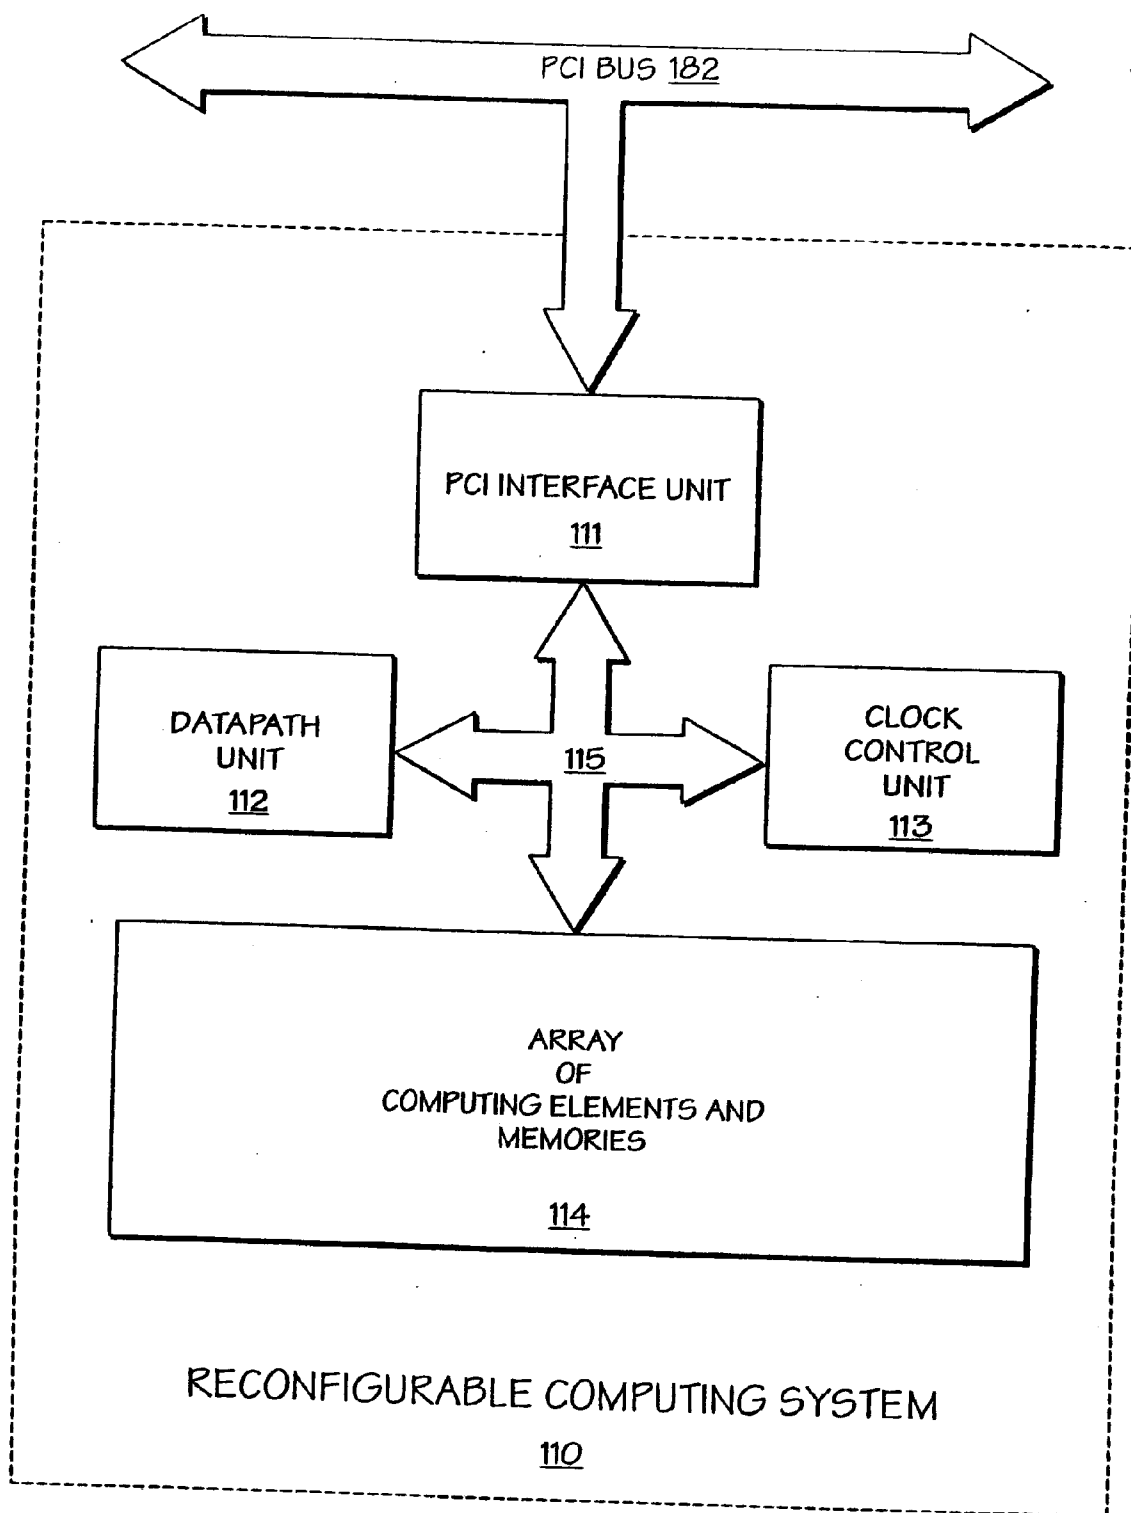 PCI BUS 182
PCI INTERFACE UNIT
111
DATAPATH
UNIT
112
115
CLOCK
CONTROL
UNIT
113
ARRAY
OF
COMPUTING ELEMENTS AND
MEMORIES
114
RECONFIGURABLE COMPUTING SYSTEM
110